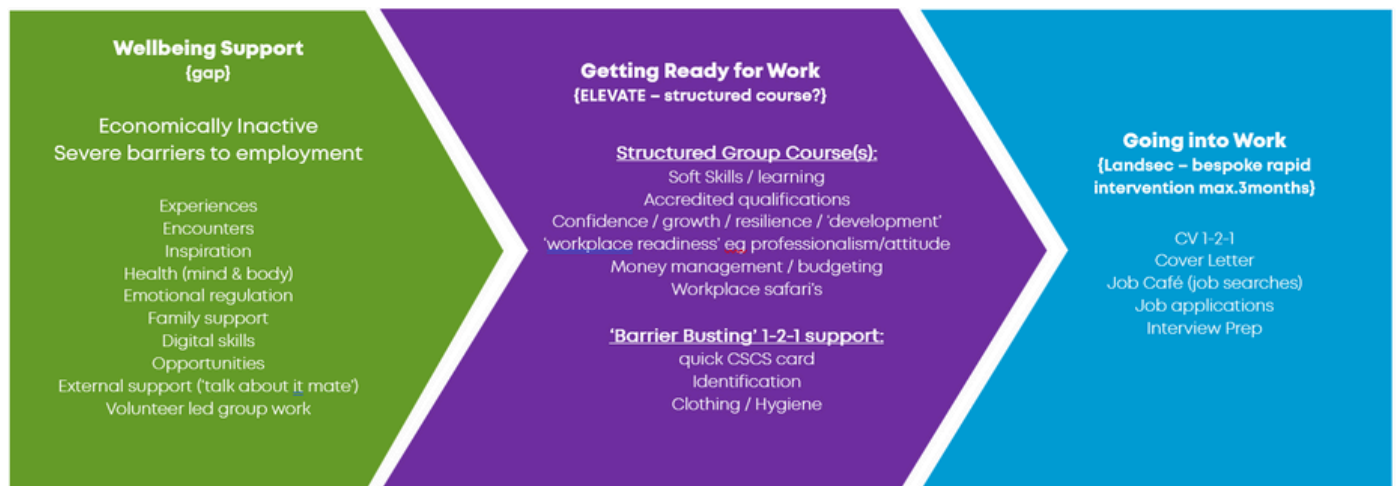 Wellbeing Support
{gap}
Economically Inactive
Severe barriers to employment
Experiences
Encounters
Inspiration
Health (mind & body)
Emotional regulation
Family support
Digital skills
Opportunities
External support ('talk about it mate')
Volunteer led group work
Getting Ready for Work
{ELEVATE – structured course?}
Structured Group Course(s):
Soft Skills / learning
Accredited qualifications
Confidence / growth / resilience / 'development'
'workplace readiness' eg professionalism/attitude
Money management / budgeting
Workplace safari's
'Barrier Busting' 1-2-1 support:
quick CSCS card
Identification
Clothing / Hygiene
Going into Work
{Landsec – bespoke rapid
intervention max.3months}
CV 1-2-1
Cover Letter
Job Café (job searches)
Job applications
Interview Prep